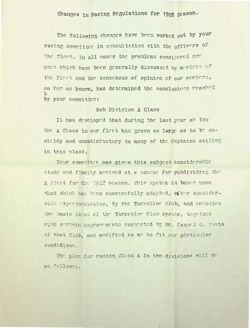 Changes in Racing Regulations for 1928 Season.
The following changes have been worked out by your
racing committee in consultation with the officers of
the Fleet. In all cases the problems considered are
ones which have been generally discussed by members of
the Fleet and the consensus of opinion of our members,
so far as known, has determined the conclusions reached
by your committee:
Sub Division A Class
It has developed that during the last year or two
the A Class in our fleet has grown so large as to be un-
wieldy and unsatisfactory to many of the Captains sailing
in this class.
Your committee has given this subject considerable
study and finally arrived at a scheme for subdividing the
A fleet for the season. This system is based upon
that which has been successfully adopted, after consider-
able experimentation, by the Club, and embodies
the basic ideas of the Club system, together
with certain improvements suggested by Mr.
of that Club, and modified so as to fit our particular
conditions.
The plan for racing Class A in two divisions will be
as follows:-